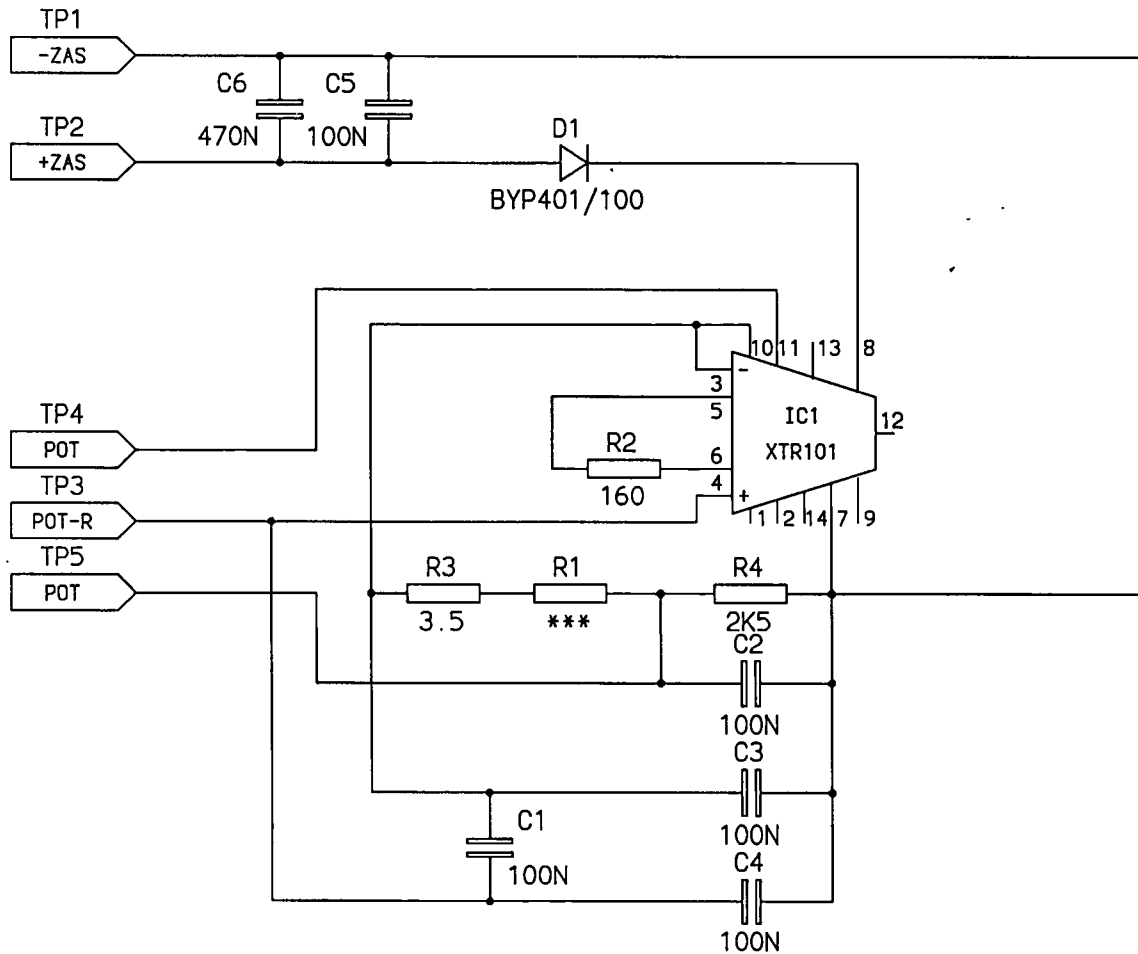 TP1
-ZAS
C6
C5
470N
100N
TP2
+ZAS
D1
BYP401/100
10
11
13
8
-
3
5
IC1
XTR101
12
TP4
POT
R2
160
6
4
+
TP3
POT-R
1
2
14
7
9
TP5
POT
R3
3.5
R1
***
R4
2K5
C2
100N
C3
100N
C1
100N
C4
100N